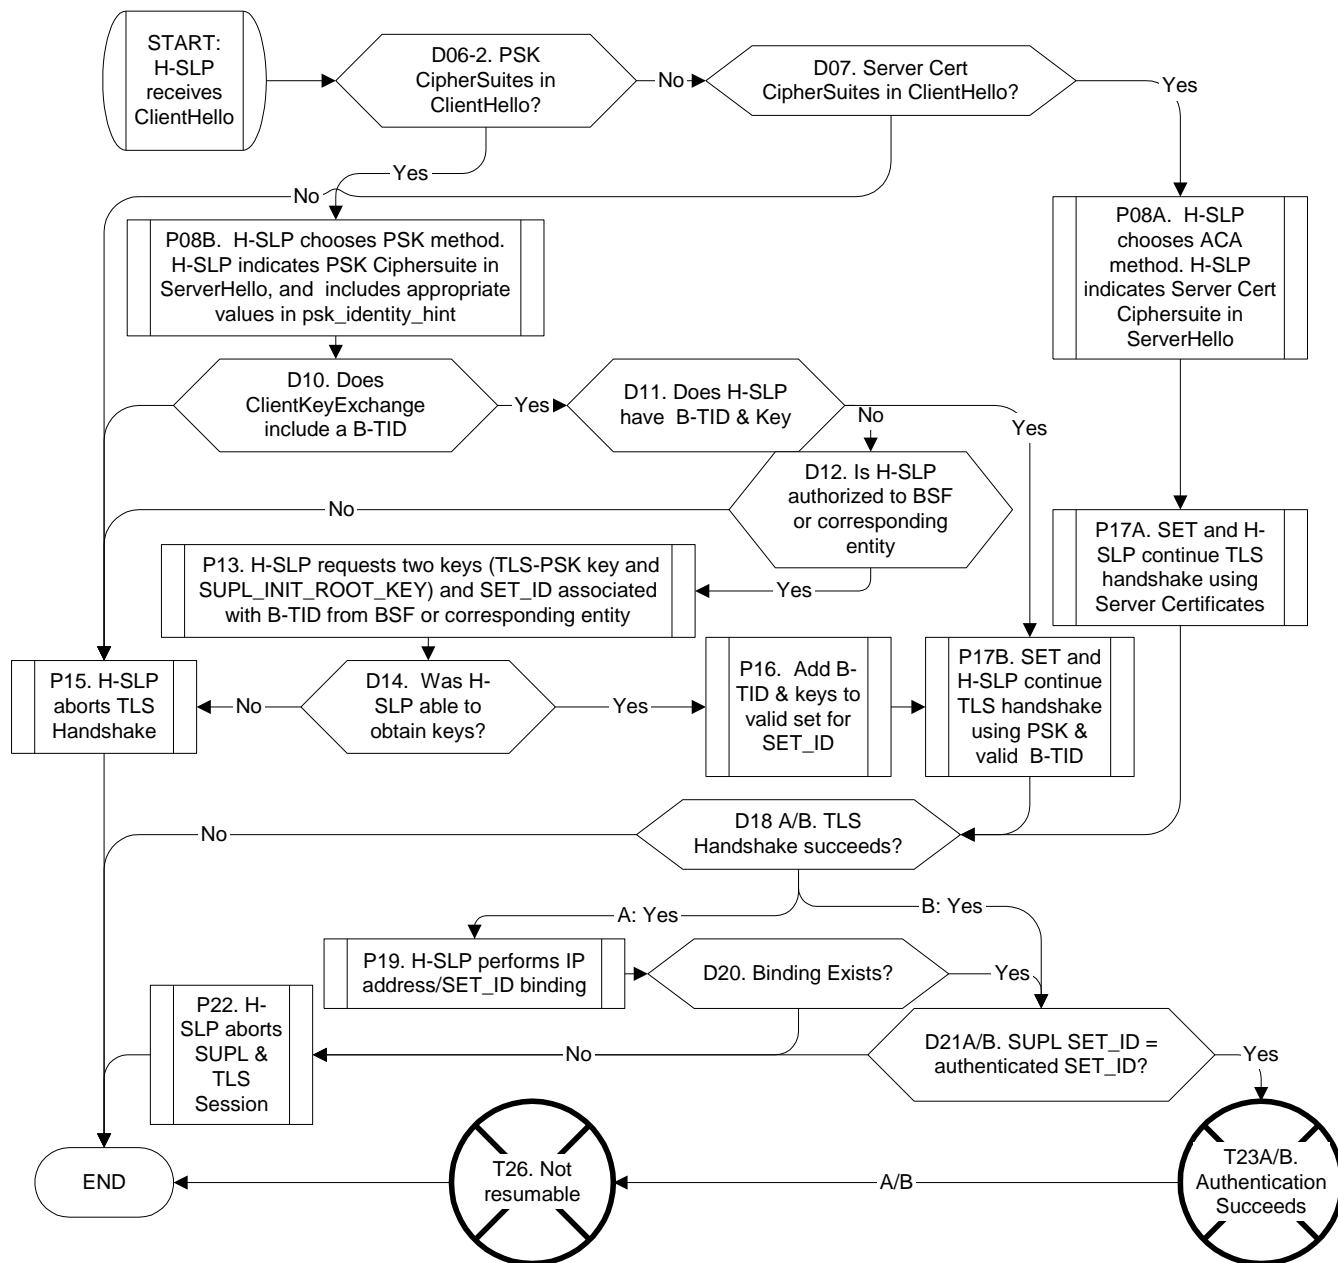 START:
H-SLP
receives
ClientHello
D06-2. PSK
CipherSuites in
ClientHello?
No
D07. Server Cert
CipherSuites in ClientHello?
Yes
Yes
No
P08B. H-SLP chooses PSK method.
H-SLP indicates PSK Ciphersuite in
ServerHello, and includes appropriate
values in psk_identity_hint
P08A. H-SLP
chooses ACA
method. H-SLP
indicates Server Cert
Ciphersuite in
ServerHello
D10. Does
ClientKeyExchange
include a B-TID
Yes
D11. Does H-SLP
have B-TID & Key
No
Yes
D12. Is H-SLP
authorized to BSF
or corresponding
entity
No
Yes
P17A. SET and H-
SLP continue TLS
handshake using
Server Certificates
P13. H-SLP requests two keys (TLS-PSK key and
SUPL_INIT_ROOT_KEY) and SET_ID associated
with B-TID from BSF or corresponding entity
P15. H-SLP
aborts TLS
Handshake
No
D14. Was H-
SLP able to
obtain keys?
Yes
P16. Add B-
TID & keys to
valid set for
SET_ID
P17B. SET and
H-SLP continue
TLS handshake
using PSK &
valid B-TID
No
D18 A/B. TLS
Handshake succeeds?
A: Yes
B: Yes
P19. H-SLP performs IP
address/SET_ID binding
D20. Binding Exists?
Yes
P22. H-
SLP aborts
SUPL &
TLS
Session
No
D21A/B. SUPL SET_ID =
authenticated SET_ID?
Yes
END
T26. Not
resumable
A/B
T23A/B.
Authentication
Succeeds